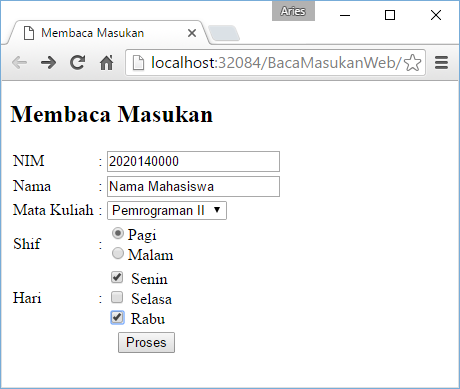 Aries
Membaca Masukan
localhost:32084/BacaMasukanWeb/
Membaca Masukan
NIM : 2020140000
Nama : Nama Mahasiswa
Mata Kuliah : Pemrograman II
Shif : Pagi
Malam
Hari : Senin
Selasa
Rabu
Proses